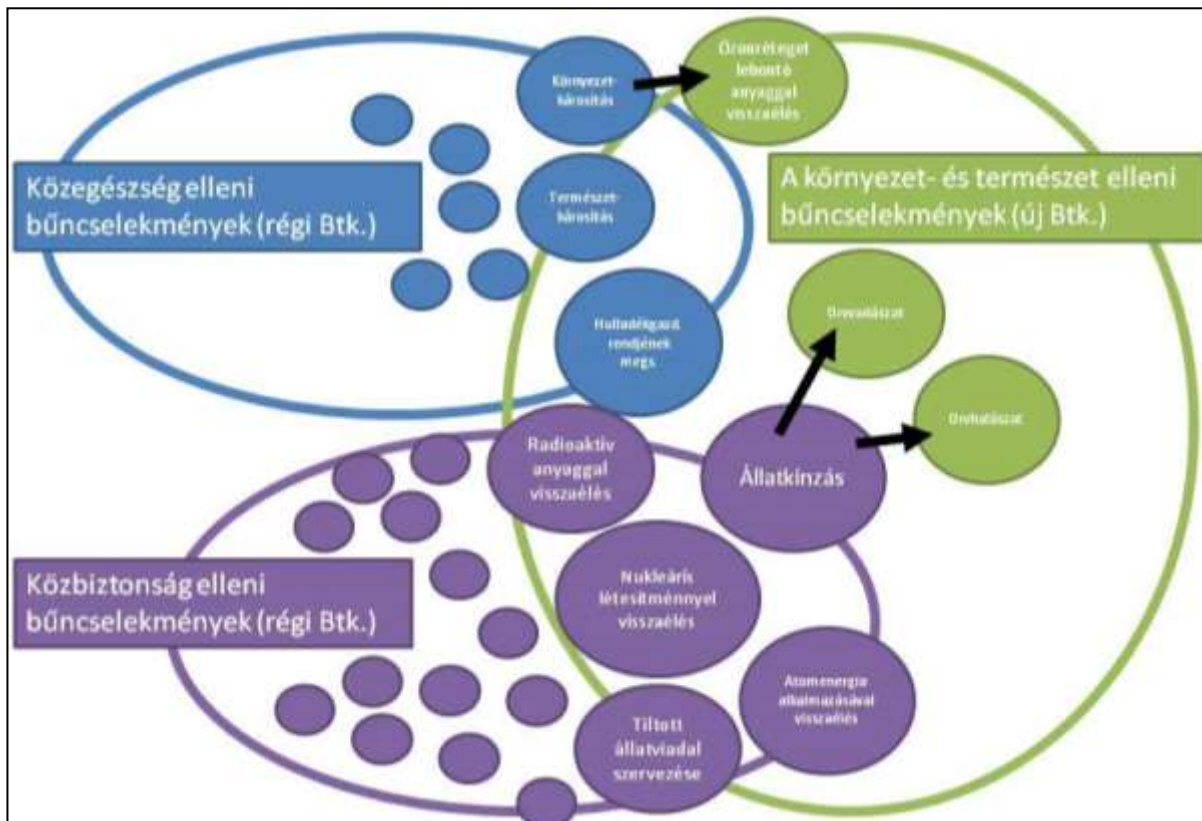 Környezet-
károsítás
Ózonréteget
lebontó
anyaggal
visszaélés
Közegészség elleni
bűncselekmények (régi Btk.)
Természet-
károsítás
A környezet- és természet elleni
bűncselekmények (új Btk.)
Hulladékgazd.
rendjének
megs.
Orvvadászat
Orvhalászat
Radioaktív
anyaggal
visszaélés
Állatkínzás
Közbiztonság elleni
bűncselekmények (régi Btk.)
Nukleáris
létesítménnyel
visszaélés
Atomenergia
alkalmazásával
visszaélés
Tiltott
állatviadal
szervezése